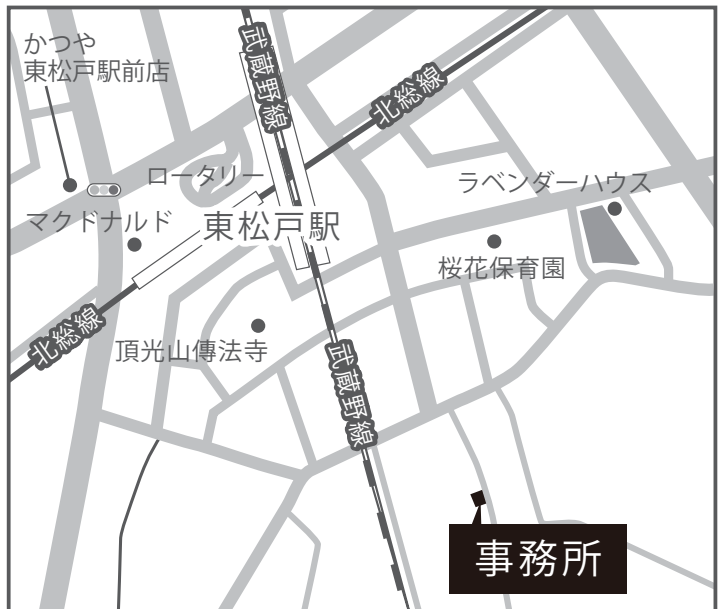 かつや
東松戸駅前店
武蔵野線
北総線
ロータリー
ラベンダーハウス
マクドナルド
東松戸駅
桜花保育園
北総線
頂光山傳法寺
武蔵野線
事務所